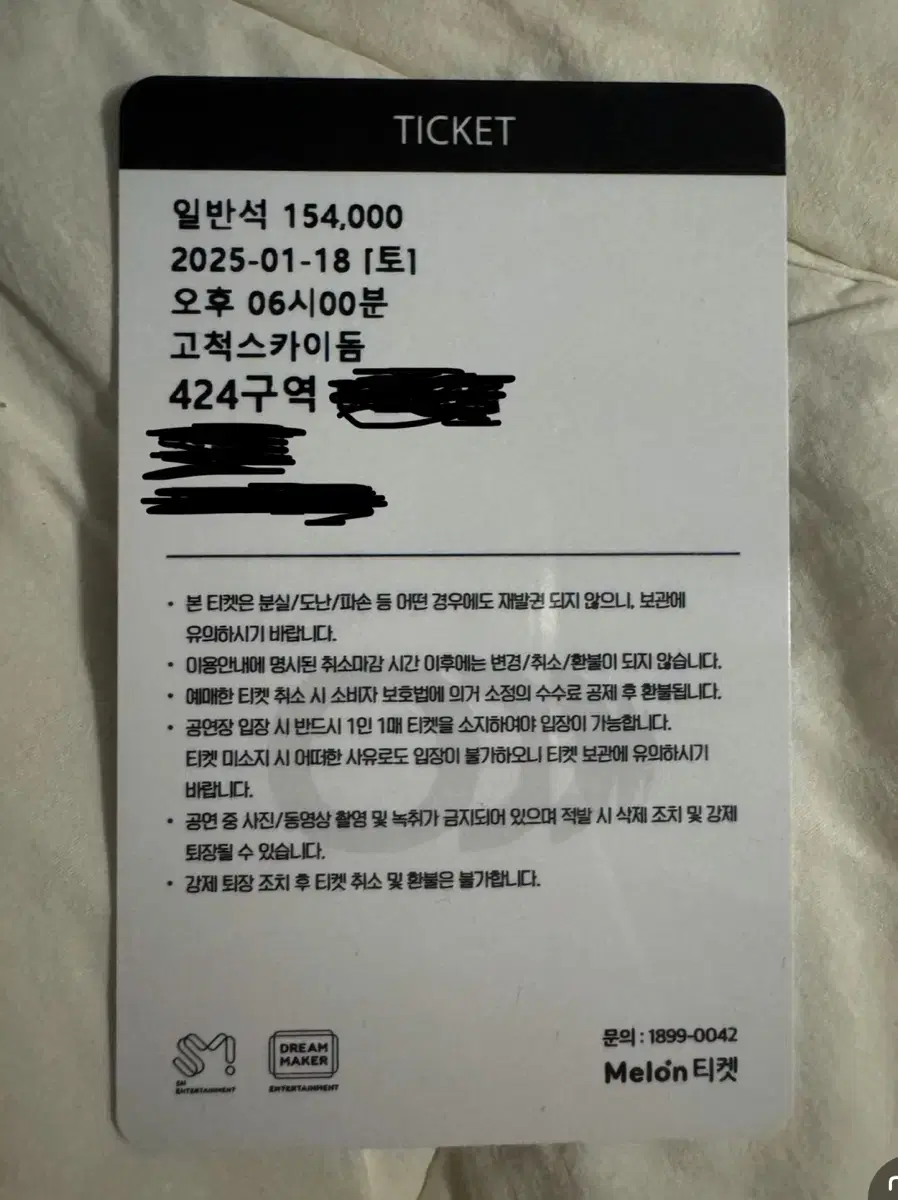 TICKET
일반석 154,000
2025-01-18 [토]
오후 06시00분
고척스카이돔
424구역
• 본 티켓은 분실/도난/파손 등 어떤 경우에도 재발권 되지 않으니, 보관에
유의하시기 바랍니다.
• 이용안내에 명시된 취소마감 시간 이후에는 변경/취소/환불이 되지 않습니다.
• 예매한 티켓 취소 시 소비자 보호법에 의거 소정의 수수료 공제 후 환불됩니다.
• 공연장 입장 시 반드시 1인 1매 티켓을 소지하여야 입장이 가능합니다.
티켓 미소지 시 어떠한 사유로도 입장이 불가하오니 티켓 보관에 유의하시기
바랍니다.
• 공연 중 사진/동영상 촬영 및 녹취가 금지되어 있으며 적발 시 삭제 조치 및 강제
퇴장될 수 있습니다.
• 강제 퇴장 조치 후 티켓 취소 및 환불은 불가합니다.
SM
SM
ENTERTAINMENT
DREAM
MAKER
ENTERTAINMENT
문의 : 1899-0042
Melon 티켓